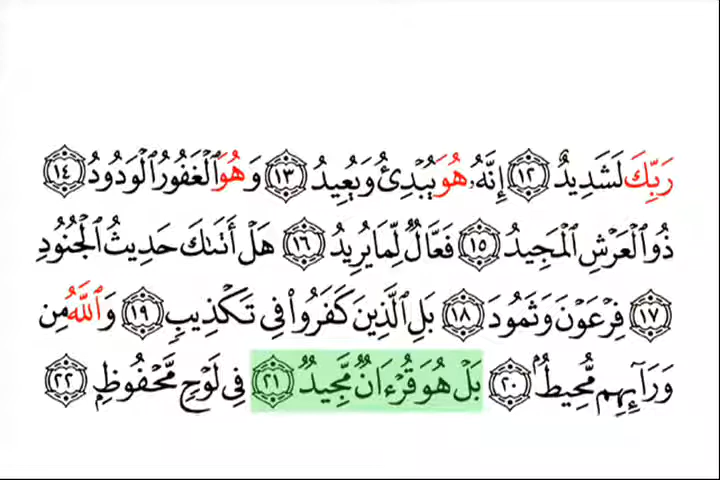 رَبِّكَ لَشَدِيدٌ ١٢ إِنَّهُۥ هُوَ يُبْدِئُ وَيُعِيدُ ١٣ وَهُوَ ٱلْغَفُورُ ٱلْوَدُودُ ١٤
ذُو ٱلْعَرْشِ ٱلْمَجِيدُ ١٥ فَعَّالٌ لِّمَا يُرِيدُ ١٦ هَلْ أَتَىٰكَ حَدِيثُ ٱلْجُنُودِ
١٧ فِرْعَوْنَ وَثَمُودَ ١٨ بَلِ ٱلَّذِينَ كَفَرُوا۟ فِى تَكْذِيبٍ ١٩ وَٱللَّهُ مِن
وَرَآئِهِم مُّحِيطٌۢ ٢٠ بَلْ هُوَ قُرْءَانٌ مَّجِيدٌ ٢١ فِى لَوْحٍ مَّحْفُوظٍۭ ٢٢